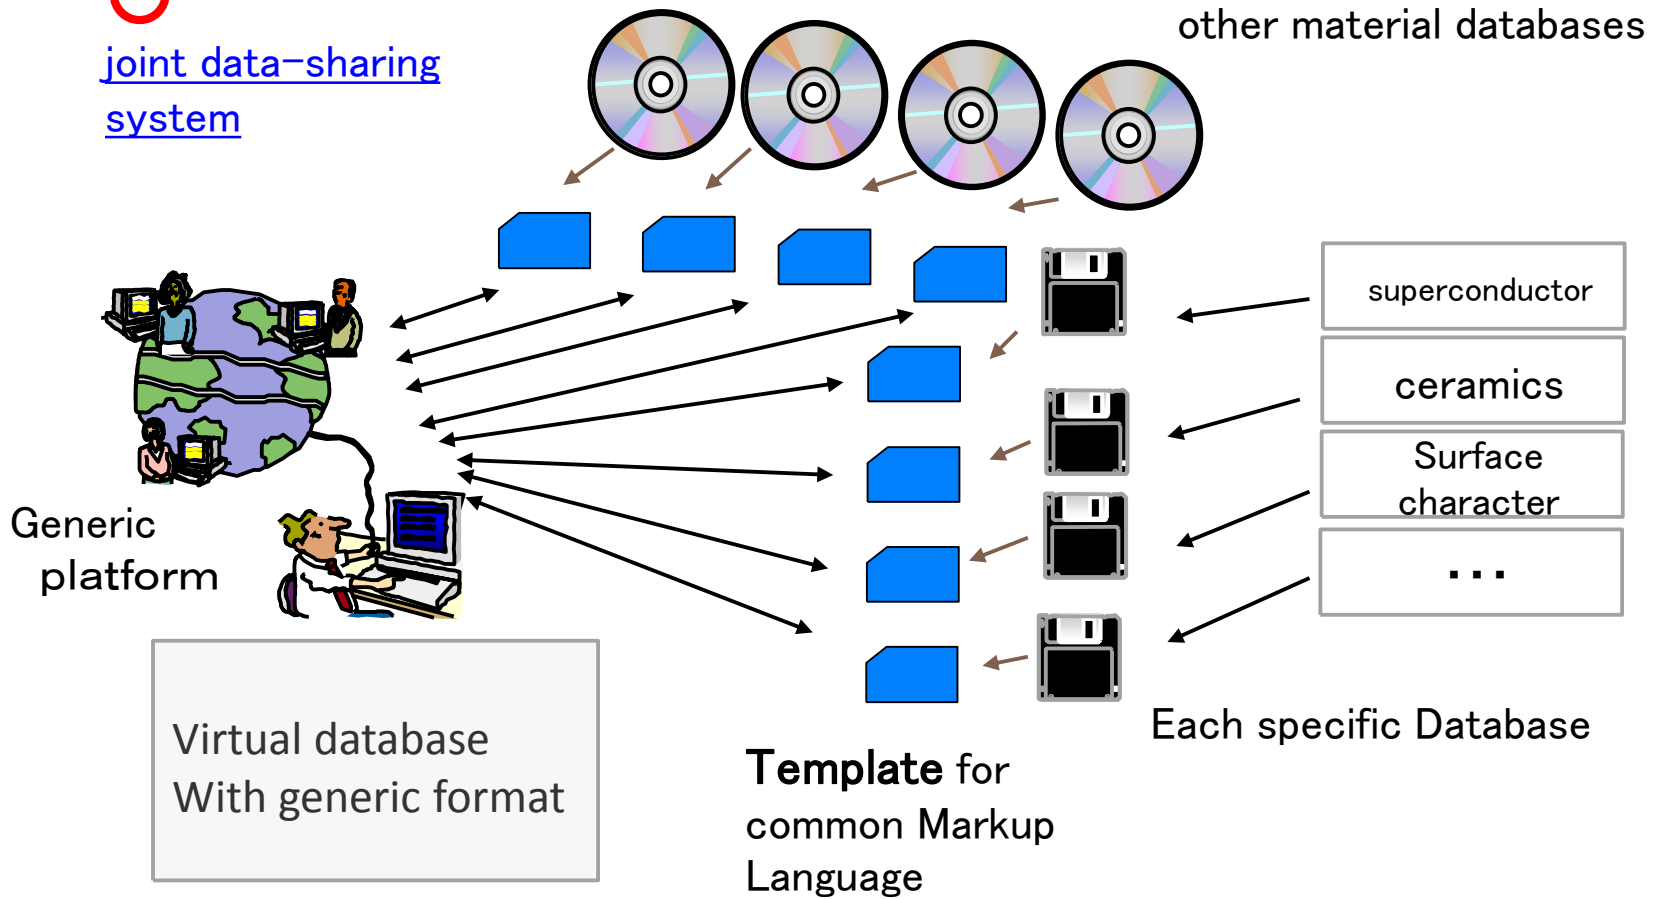 other material databases
joint data-sharing
system
superconductor
ceramics
Surface
character
...
Generic
platform
Each specific Database
Virtual database
With generic format
Template for
common Markup
Language